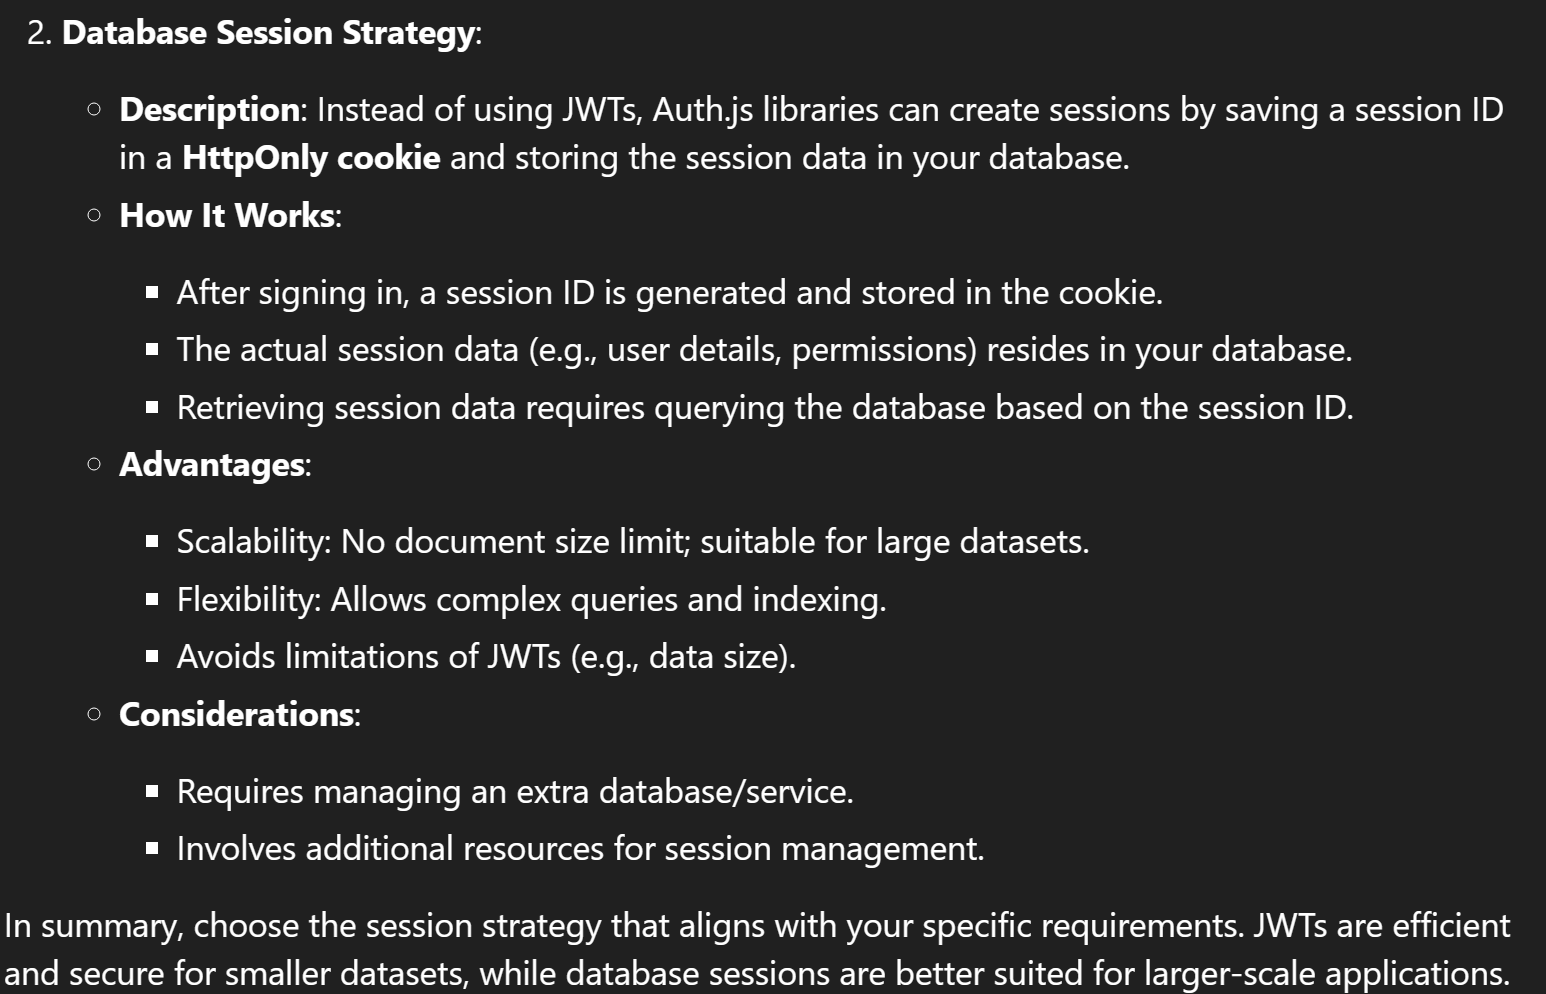 2. Database Session Strategy:
○ Description: Instead of using JWTs, Auth.js libraries can create sessions by saving a session ID
in a HttpOnly cookie and storing the session data in your database.
○ How It Works:
▪ After signing in, a session ID is generated and stored in the cookie.
▪ The actual session data (e.g., user details, permissions) resides in your database.
▪ Retrieving session data requires querying the database based on the session ID.
○ Advantages:
▪ Scalability: No document size limit; suitable for large datasets.
▪ Flexibility: Allows complex queries and indexing.
▪ Avoids limitations of JWTs (e.g., data size).
○ Considerations:
▪ Requires managing an extra database/service.
▪ Involves additional resources for session management.
In summary, choose the session strategy that aligns with your specific requirements. JWTs are efficient
and secure for smaller datasets, while database sessions are better suited for larger-scale applications.